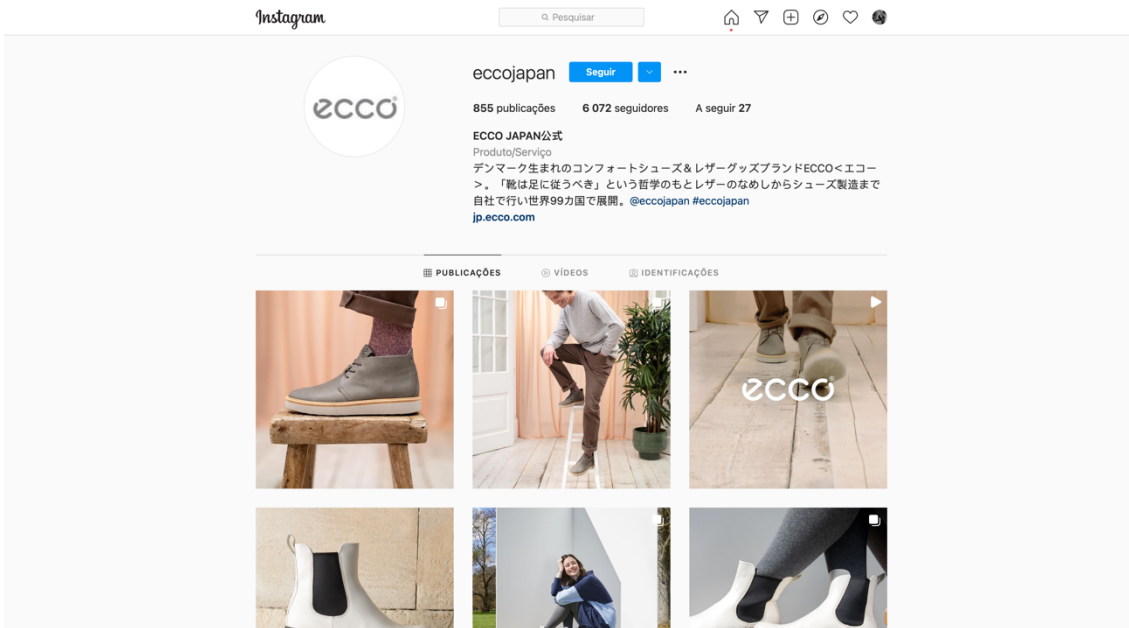 Instagram
Pesquisar
eccojapan Seguir
855 publicações 6 072 seguidores A seguir 27
ECCO JAPAN公式
Produto/Serviço
デンマーク生まれのコンフォートシューズ＆レザーグッズブランドECCO＜エコー
＞。「靴は足に従うべき」という哲学のもとレザーのなめしからシューズ製造まで
自社で行い世界99カ国で展開。@eccojapan #eccojapan
jp.ecco.com
ecco
PUBLICAÇÕES VÍDEOS IDENTIFICAÇÕES
ecco